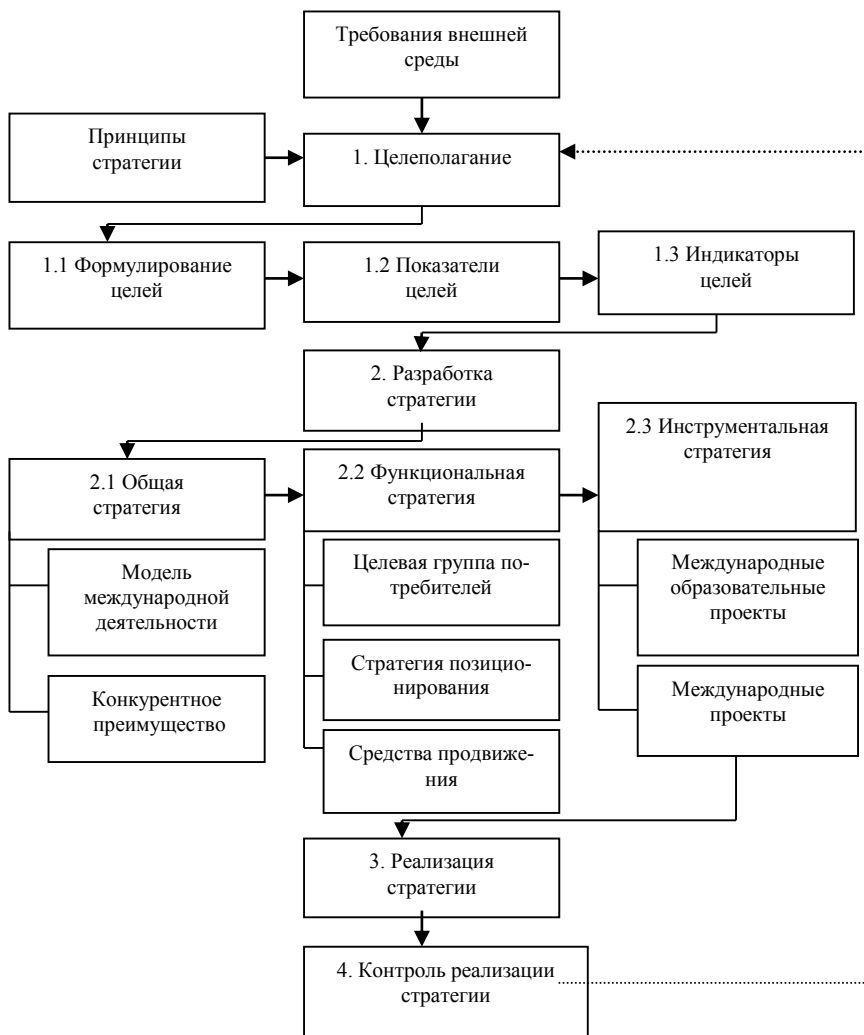 Требования внешней
среды
Принципы
стратегии
1. Целеполагание
1.1 Формулирование
целей
1.2 Показатели
целей
1.3 Индикаторы
целей
2. Разработка
стратегии
2.1 Общая
стратегия
2.2 Функциональная
стратегия
2.3 Инструментальная
стратегия
Модель
международной
деятельности
Конкурентное
преимущество
Целевая группа по-
требителей
Стратегия позицио-
нирования
Средства продвиже-
ния
Международные
образовательные
проекты
Международные
проекты
3. Реализация
стратегии
4. Контроль реализации
стратегии